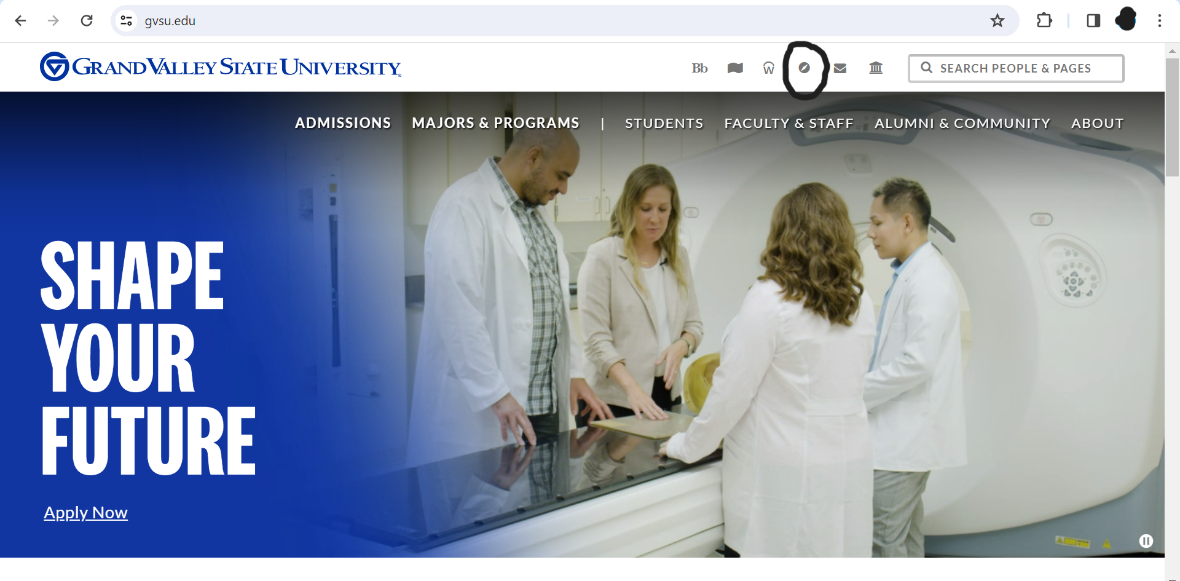 gvsu.edu
GRAND VALLEY STATE UNIVERSITY
Bb
SEARCH PEOPLE & PAGES
ADMISSIONS MAJORS & PROGRAMS | STUDENTS FACULTY & STAFF ALUMNI & COMMUNITY ABOUT
SHAPE
YOUR
FUTURE
Apply Now